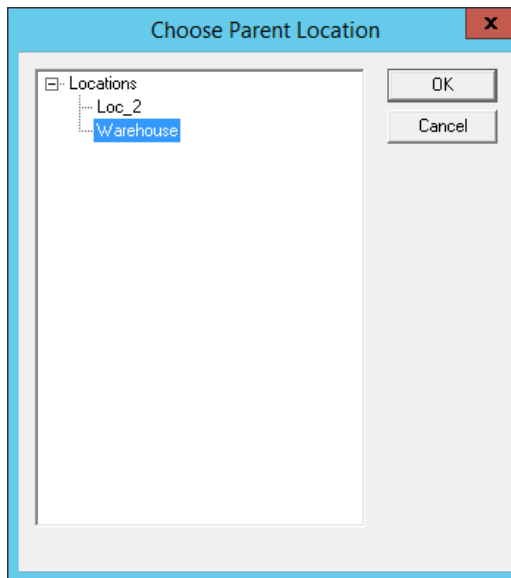 Choose Parent Location
x
Locations
Loc_2
Warehouse
OK
Cancel